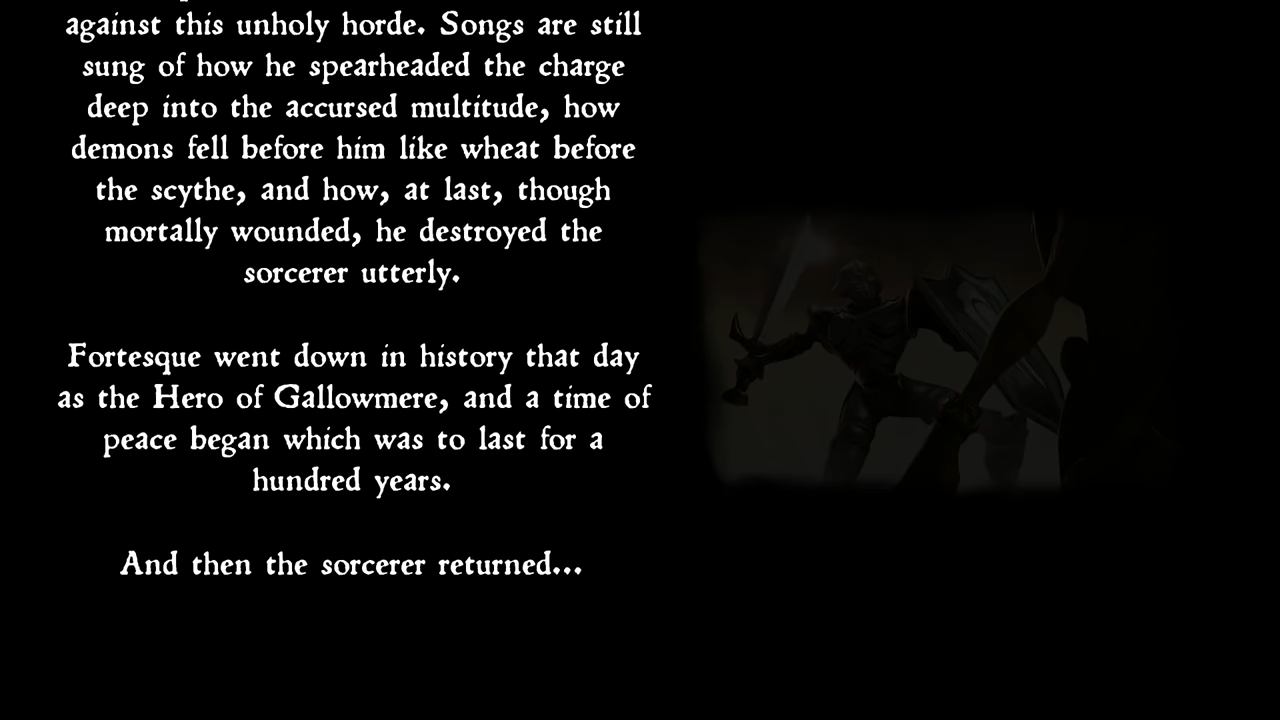 against this unholy horde. Songs are still
sung of how he spearheaded the charge
deep into the accursed multitude, how
demons fell before him like wheat before
the scythe, and how, at last, though
mortally wounded, he destroyed the
sorcerer utterly.
Fortesque went down in history that day
as the Hero of Gallowmere, and a time of
peace began which was to last for a
hundred years.
And then the sorcerer returned...